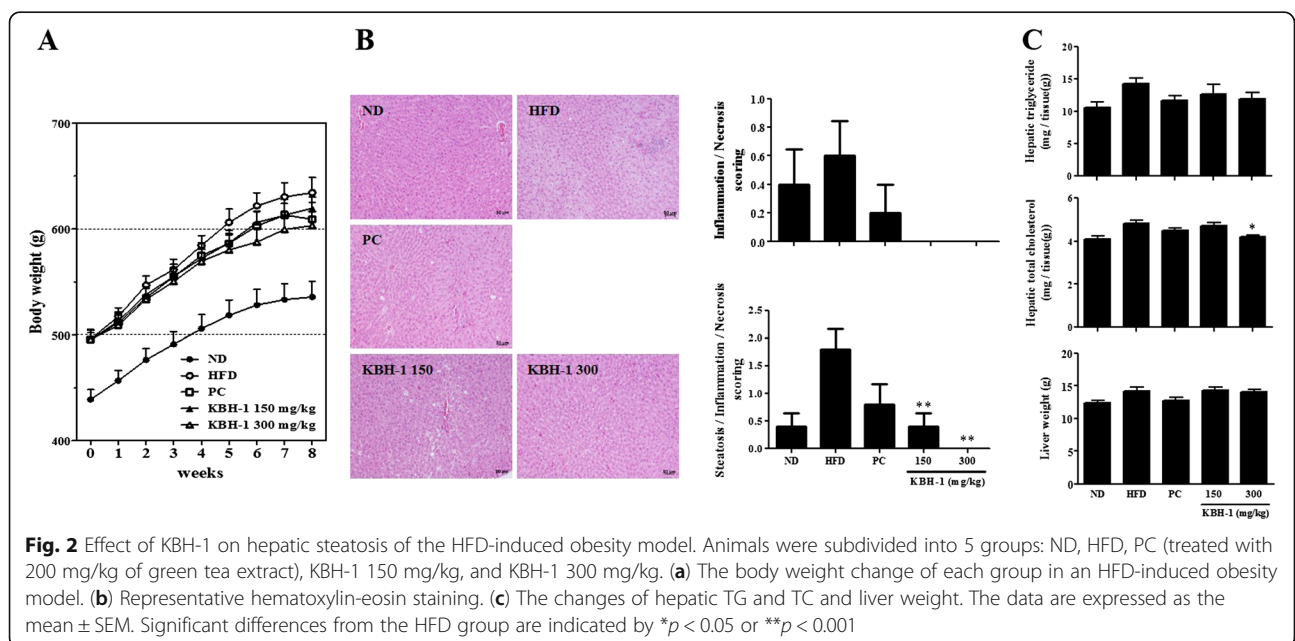 A
B
C
700
600
500
400
Body weight (g)
0 1 2 3 4 5 6 7 8
weeks
ND
HFD
PC
KBH-1 150 mg/kg
KBH-1 300 mg/kg
ND
HFD
PC
KBH-1 150
KBH-1 300
Inflammation / Necrosis
scoring
1.0
0.8
0.6
0.4
0.2
0.0
Steatosis / Inflammation / Necrosis
scoring
2.5
2.0
1.5
1.0
0.5
0.0
**
**
ND HFD PC 150 300
KBH-1 (mg/kg)
Hepatic triglyceride
(mg / tissue(g))
20
15
10
5
0
Hepatic total cholesterol
(mg / tissue(g))
6
4
2
0
*
Liver weight (g)
20
15
10
5
0
ND HFD PC 150 300
KBH-1 (mg/kg)
Fig. 2 Effect of KBH-1 on hepatic steatosis of the HFD-induced obesity model. Animals were subdivided into 5 groups: ND, HFD, PC (treated with
200 mg/kg of green tea extract), KBH-1 150 mg/kg, and KBH-1 300 mg/kg. (a) The body weight change of each group in an HFD-induced obesity
model. (b) Representative hematoxylin-eosin staining. (c) The changes of hepatic TG and TC and liver weight. The data are expressed as the
mean ± SEM. Significant differences from the HFD group are indicated by *p < 0.05 or **p < 0.001